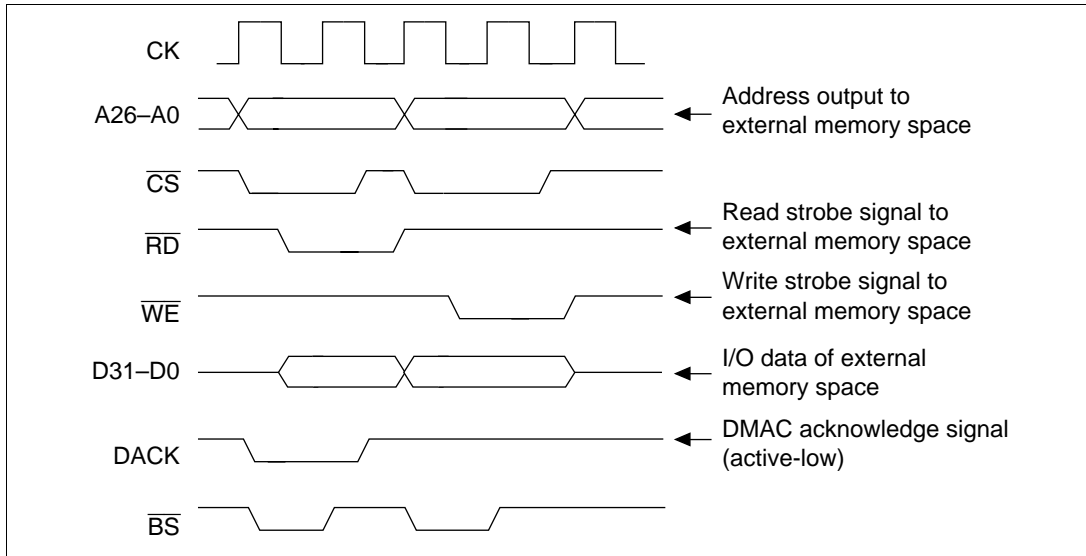 CK
A26–A0
Address output to
external memory space
CS
RD
Read strobe signal to
external memory space
WE
Write strobe signal to
external memory space
D31–D0
I/O data of external
memory space
DACK
DMAC acknowledge signal
(active-low)
BS